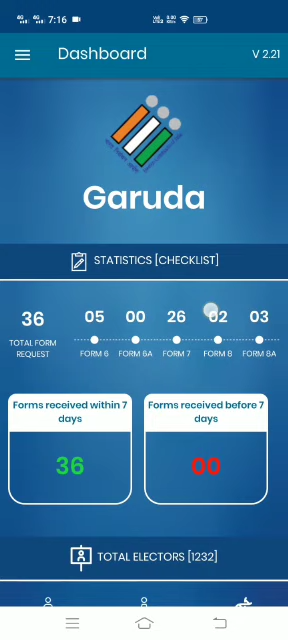 7:16
87
Dashboard
V 2.21
Garuda
STATISTICS [CHECKLIST]
36 05 00 26 02 03
TOTAL FORM REQUEST FORM 6 FORM 6A FORM 7 FORM 8 FORM 8A
Forms received within 7 days
Forms received before 7 days
36
00
TOTAL ELECTORS [1232]